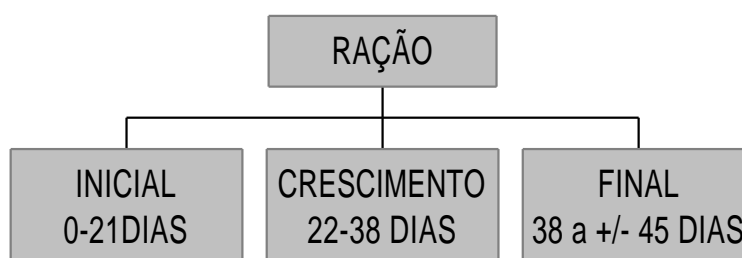 RAÇÃO
INICIAL
0-21DIAS
CRESCIMENTO
22-38 DIAS
FINAL
38 a +/- 45 DIAS